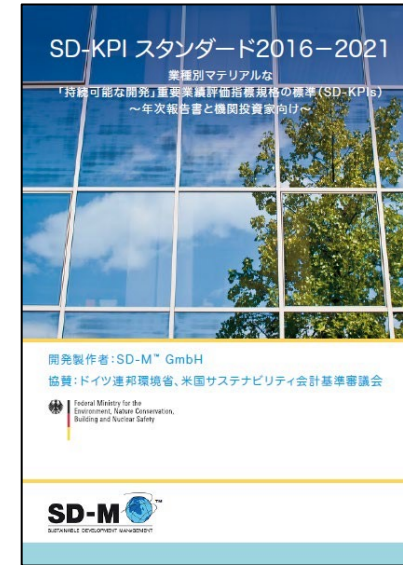 SD-KPI スタンダード2016－2021
業種別マテリアルな
「持続可能な開発」重要業績評価指標規格の標準（SD-KPIs）
～年次報告書と機関投資家向け～
開発製作者：SD-M™ GmbH
協賛：ドイツ連邦環境省、米国サステナビリティ会計基準審議会
Federal Ministry for the
Environment, Nature Conservation,
Building and Nuclear Safety
SD-M™
SUSTAINABLE DEVELOPMENT MANAGEMENT